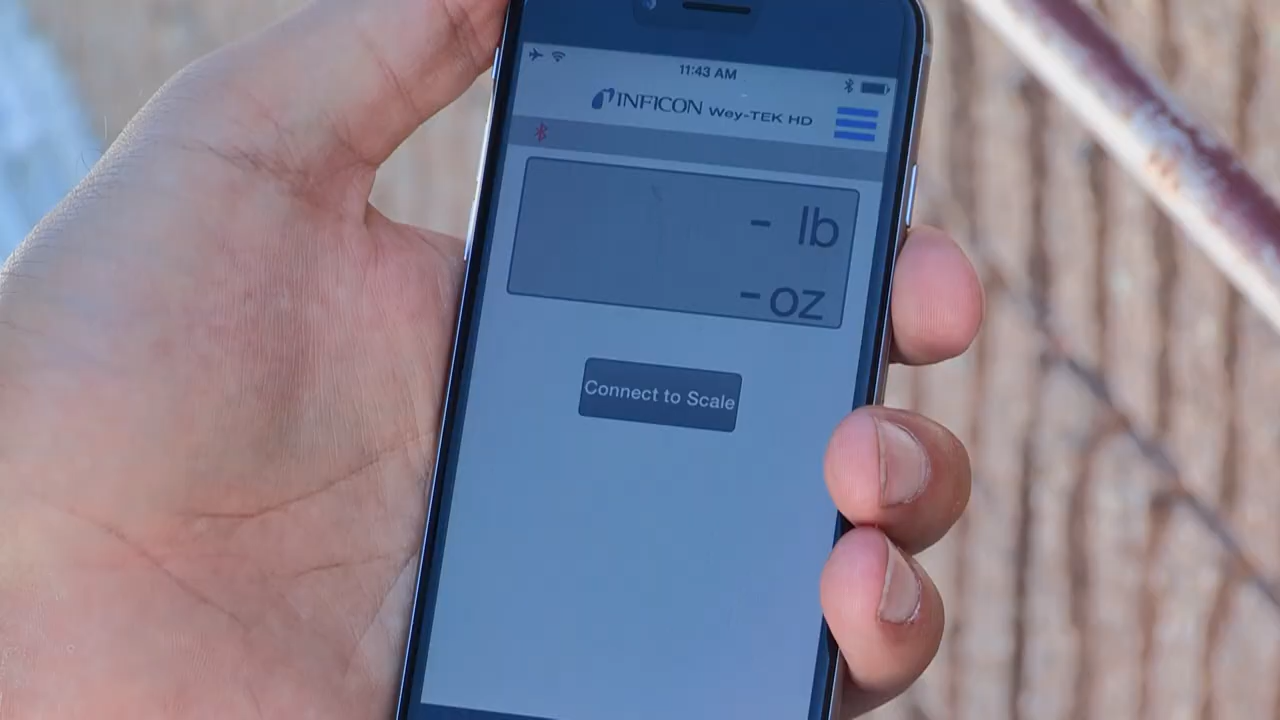 11:43 AM
INFICON Wey-TEK HD
- lb
- oz
Connect to Scale